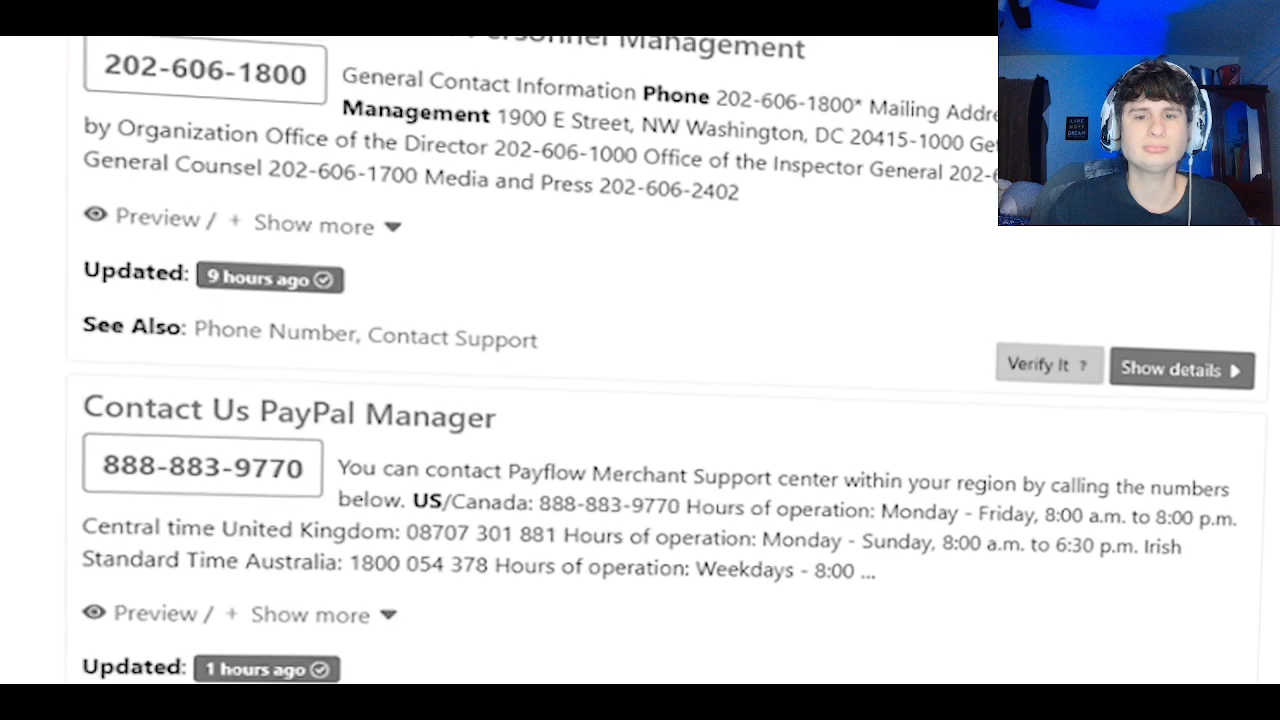 Personnel Management
202-606-1800
General Contact Information Phone 202-606-1800* Mailing Addre
Management 1900 E Street, NW Washington, DC 20415-1000 Get
by Organization Office of the Director 202-606-1000 Office of the Inspector General 202-6
General Counsel 202-606-1700 Media and Press 202-606-2402
Preview / + Show more
Updated: 9 hours ago
See Also: Phone Number, Contact Support
Verify It ?
Show details
Contact Us PayPal Manager
888-883-9770
You can contact Payflow Merchant Support center within your region by calling the numbers
below. US/Canada: 888-883-9770 Hours of operation: Monday - Friday, 8:00 a.m. to 8:00 p.m.
Central time United Kingdom: 08707 301 881 Hours of operation: Monday - Sunday, 8:00 a.m. to 6:30 p.m. Irish
Standard Time Australia: 1800 054 378 Hours of operation: Weekdays - 8:00 ...
Preview / + Show more
Updated: 1 hours ago
LIVE
DREAM